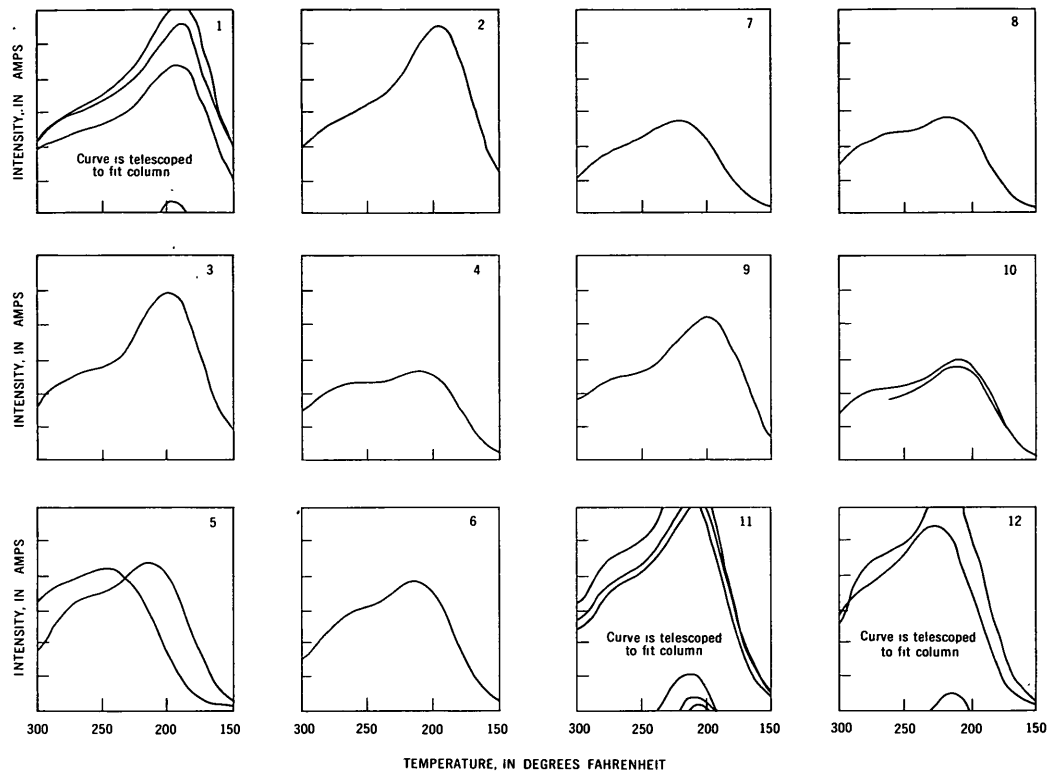 1
2
7
8
INTENSITY, IN AMPS
Curve is telescoped
to fit column
3
4
9
10
INTENSITY, IN AMPS
5
6
11
12
INTENSITY, IN AMPS
Curve is telescoped
to fit column
Curve is telescoped
to fit column
300 250 200 150
300 250 200 150
300 250 200 150
300 250 200 150
TEMPERATURE, IN DEGREES FAHRENHEIT